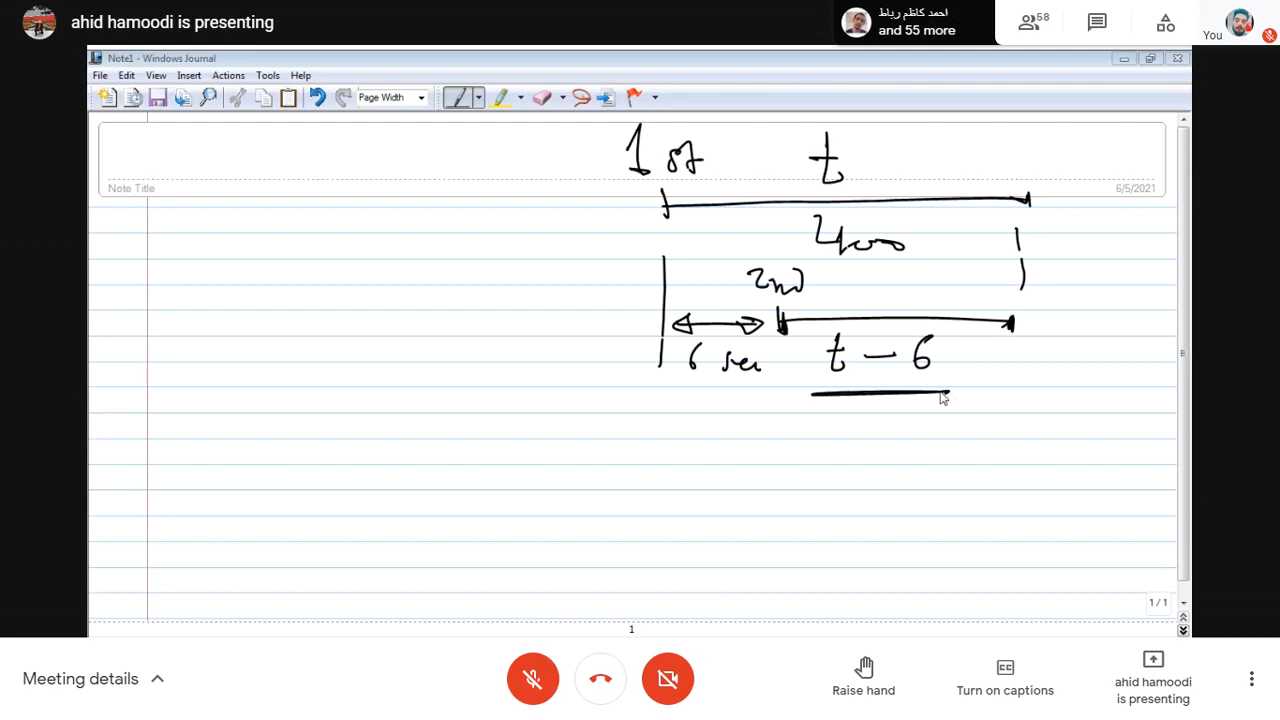 ahid hamoodi is presenting
احمد كاظم رباط
and 55 more
58
You
Note1 - Windows Journal
File Edit View Insert Actions Tools Help
Page Width
1st t
Note Title
6/5/2021
2400
2nd
6 sec t - 6
1 / 1
1
Meeting details
Raise hand
Turn on captions
ahid hamoodi
is presenting